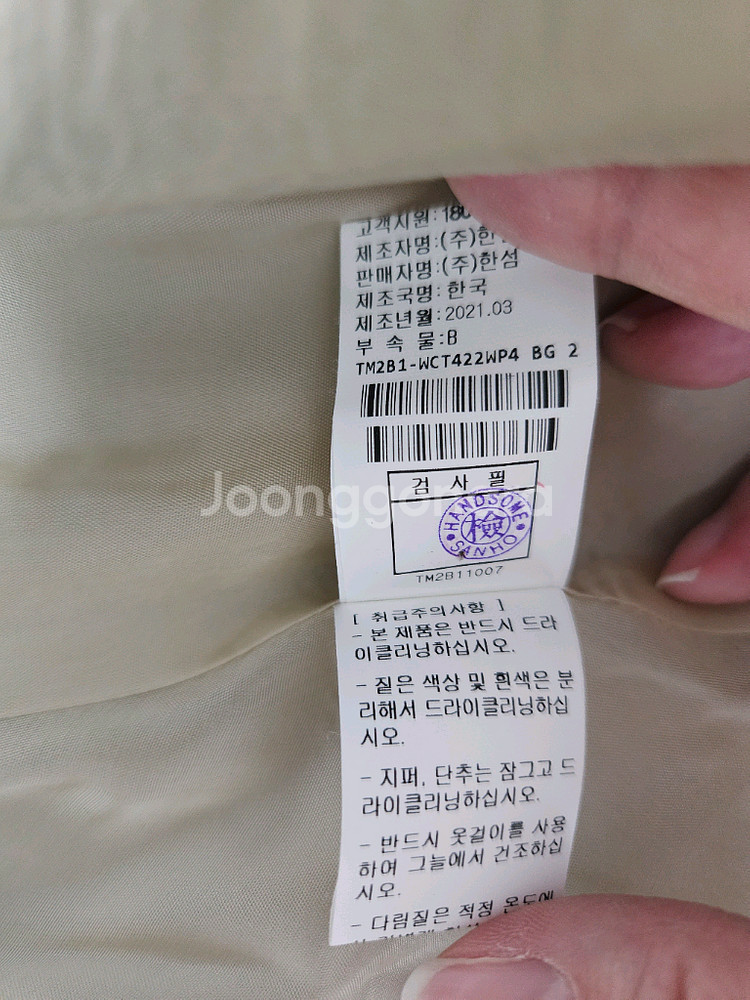 고객지원:180
제조자명:(주)한
판매자명:(주)한섬
제조국명:한국
제조년월:2021.03
부 속 물:B
TM2B1-WCT422WP4 BG 2
검 사 필
HANDSOME
檢
SANHO
TM2B11007
[ 취급주의사항 ]
- 본 제품은 반드시 드라
이클리닝하십시오.
- 짙은 색상 및 흰색은 분
리해서 드라이클리닝하십
시오.
- 지퍼, 단추는 잠그고 드
라이클리닝하십시오.
- 반드시 옷걸이를 사용
하여 그늘에서 건조하십
시오.
- 다림질은 적정 온도에
Joonggonara